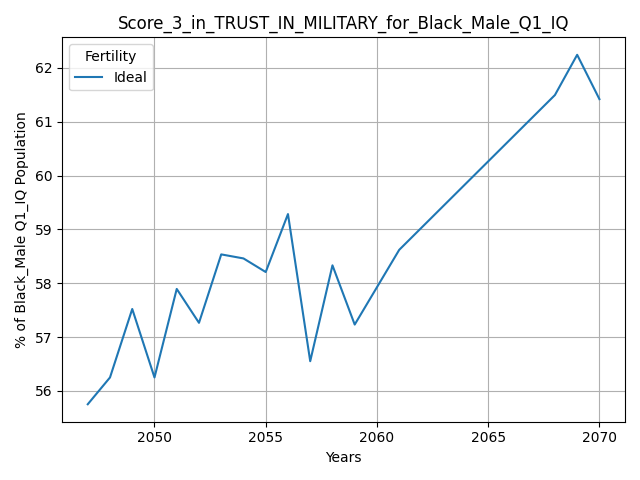 Score_3_in_TRUST_IN_MILITARY_for_Black_Male_Q1_IQ
Fertility
Ideal
% of Black_Male Q1_IQ Population
62
61
60
59
58
57
56
2050
2055
2060
2065
2070
Years